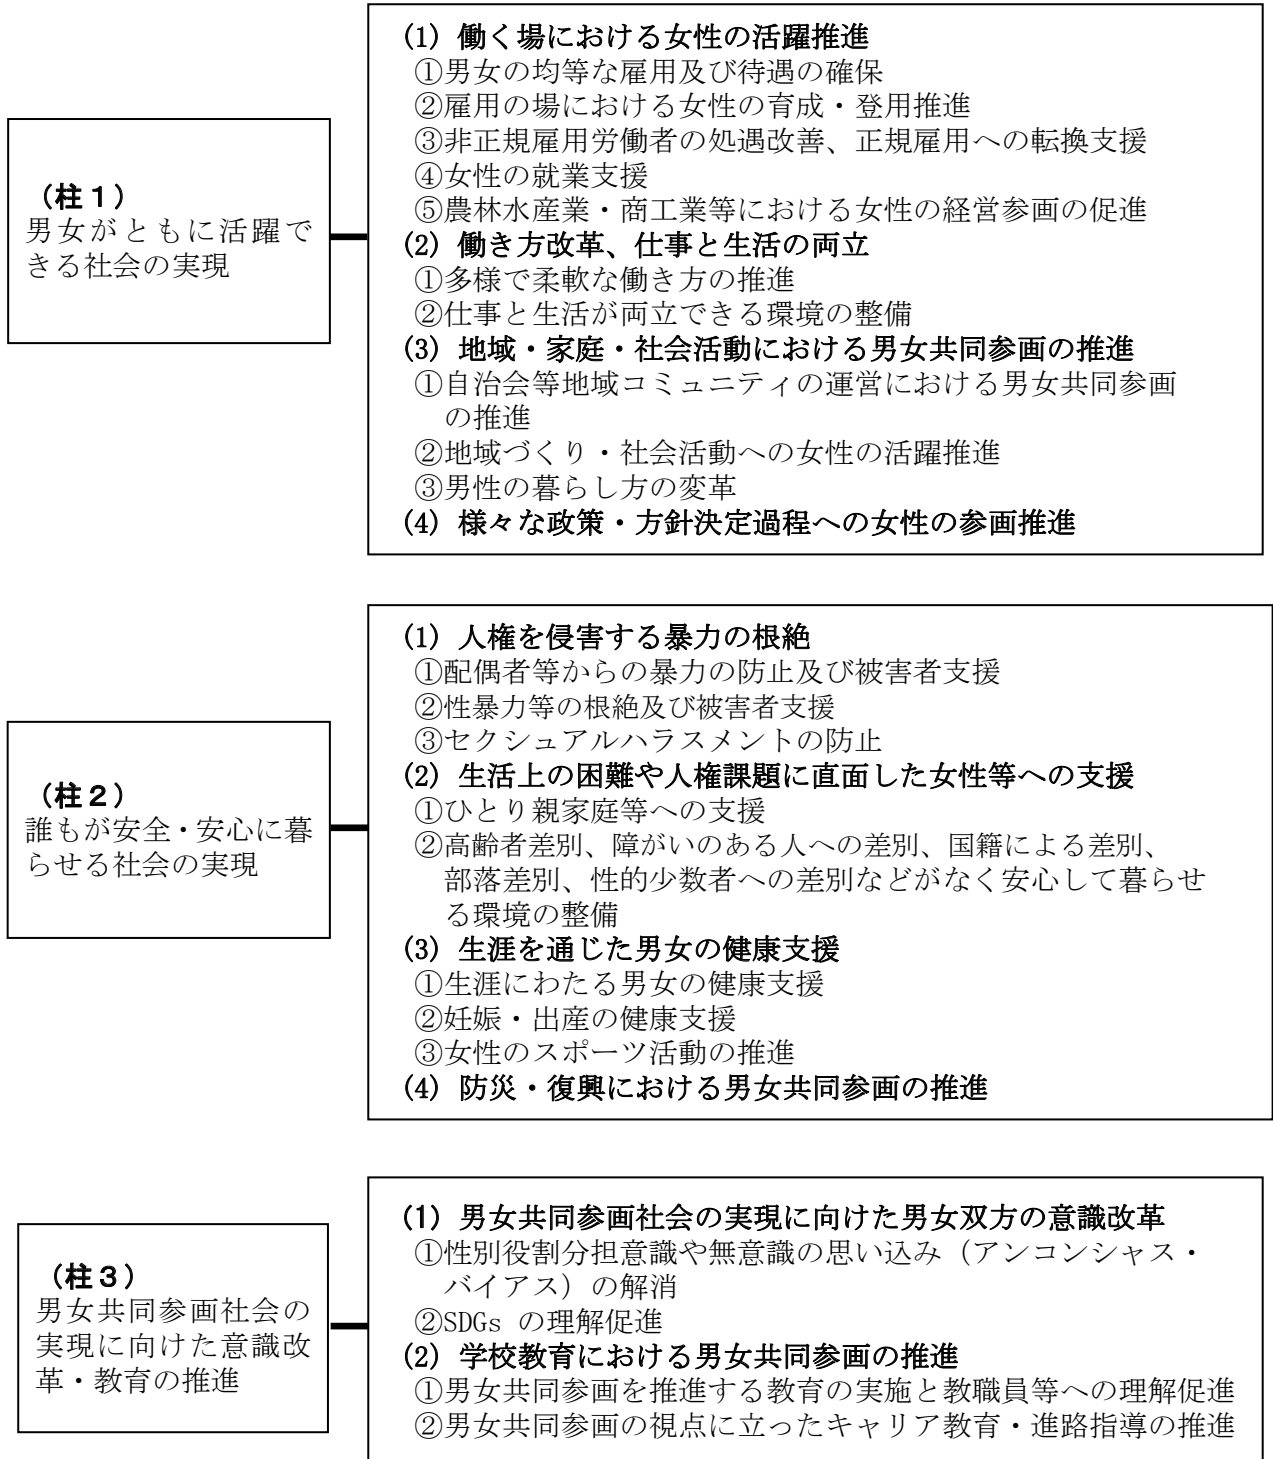 （柱１）
男女がともに活躍で
きる社会の実現
(1) 働く場における女性の活躍推進
①男女の均等な雇用及び待遇の確保
②雇用の場における女性の育成・登用推進
③非正規雇用労働者の処遇改善、正規雇用への転換支援
④女性の就業支援
⑤農林水産業・商工業等における女性の経営参画の促進
(2) 働き方改革、仕事と生活の両立
①多様で柔軟な働き方の推進
②仕事と生活が両立できる環境の整備
(3) 地域・家庭・社会活動における男女共同参画の推進
①自治会等地域コミュニティの運営における男女共同参画
の推進
②地域づくり・社会活動への女性の活躍推進
③男性の暮らし方の変革
(4) 様々な政策・方針決定過程への女性の参画推進
（柱２）
誰もが安全・安心に暮
らせる社会の実現
(1) 人権を侵害する暴力の根絶
①配偶者等からの暴力の防止及び被害者支援
②性暴力等の根絶及び被害者支援
③セクシュアルハラスメントの防止
(2) 生活上の困難や人権課題に直面した女性等への支援
①ひとり親家庭等への支援
②高齢者差別、障がいのある人への差別、国籍による差別、
部落差別、性的少数者への差別などがなく安心して暮らせ
る環境の整備
(3) 生涯を通じた男女の健康支援
①生涯にわたる男女の健康支援
②妊娠・出産の健康支援
③女性のスポーツ活動の推進
(4) 防災・復興における男女共同参画の推進
（柱３）
男女共同参画社会の
実現に向けた意識改
革・教育の推進
(1) 男女共同参画社会の実現に向けた男女双方の意識改革
①性別役割分担意識や無意識の思い込み（アンコンシャス・
バイアス）の解消
②SDGs の理解促進
(2) 学校教育における男女共同参画の推進
①男女共同参画を推進する教育の実施と教職員等への理解促進
②男女共同参画の視点に立ったキャリア教育・進路指導の推進